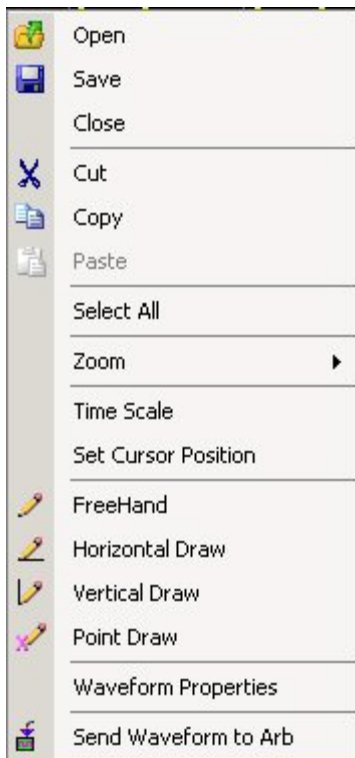 Open
Save
Close
Cut
Copy
Paste
Select All
Zoom
Time Scale
Set Cursor Position
FreeHand
Horizontal Draw
Vertical Draw
Point Draw
Waveform Properties
Send Waveform to Arb